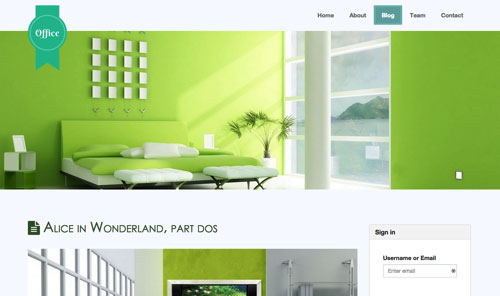 Office
Home About Blog Team Contact
Alice in Wonderland, part dos
Sign in
Username or Email
Enter email